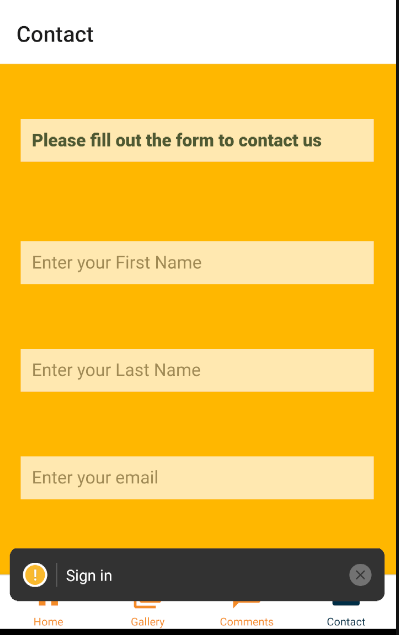 Contact
Please fill out the form to contact us
Enter your First Name
Enter your Last Name
Enter your email
! Sign in
Home Gallery Comments Contact